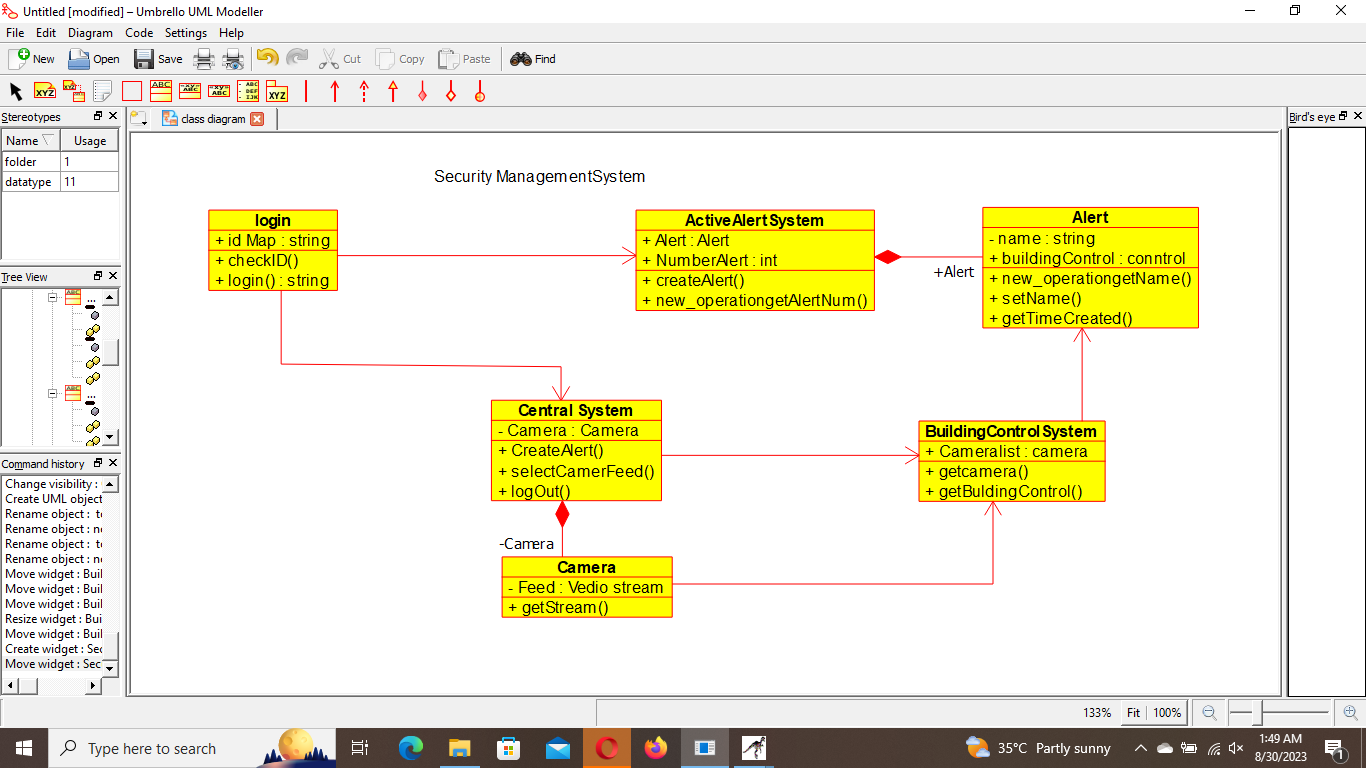 Untitled [modified] – Umbrello UML Modeller
File Edit Diagram Code Settings Help
New Open Save Cut Copy Paste Find
Stereotypes
Name Usage
folder 1
datatype 11
Tree View
Command history
Change visibility :
Create UML object
Rename object : t
Rename object : n
Rename object : t
Rename object : n
Move widget : Buil
Move widget : Buil
Move widget : Buil
Resize widget : Bui
Move widget : Buil
Create widget : Sec
Move widget : Sec
class diagram
Bird's eye
Security ManagementSystem
login
+ id Map : string
+ checkID()
+ login() : string
ActiveAlertSystem
+ Alert : Alert
+ NumberAlert : int
+ createAlert()
+ new_operationgetAlertNum()
+Alert
Alert
- name : string
+ buildingControl : conntrol
+ new_operationgetName()
+ setName()
+ getTimeCreated()
Central System
- Camera : Camera
+ CreateAlert()
+ selectCamerFeed()
+ logOut()
BuildingControlSystem
+ Cameralist : camera
+ getcamera()
+ getBuldingControl()
-Camera
Camera
- Feed : Vedio stream
+ getStream()
133% Fit 100%
Type here to search
35°C Partly sunny
1:49 AM
8/30/2023
1